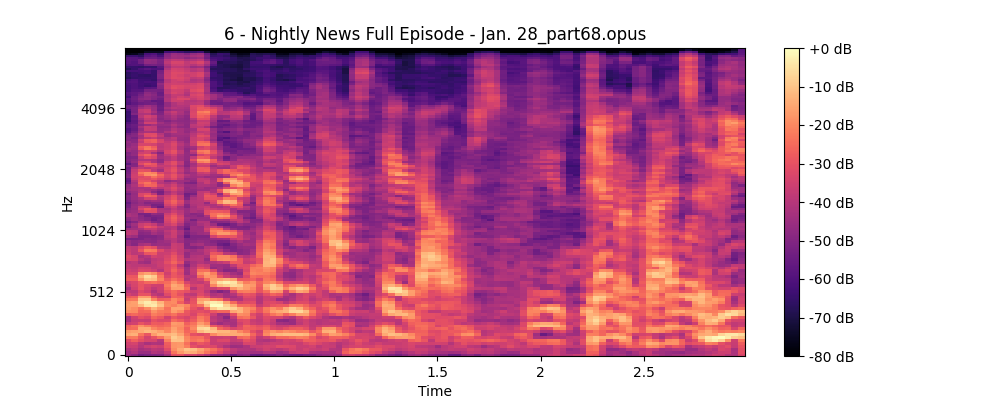 6 - Nightly News Full Episode - Jan. 28_part68.opus
Hz
4096
2048
1024
512
0
0
0.5
1
1.5
2
2.5
Time
+0 dB
-10 dB
-20 dB
-30 dB
-40 dB
-50 dB
-60 dB
-70 dB
-80 dB